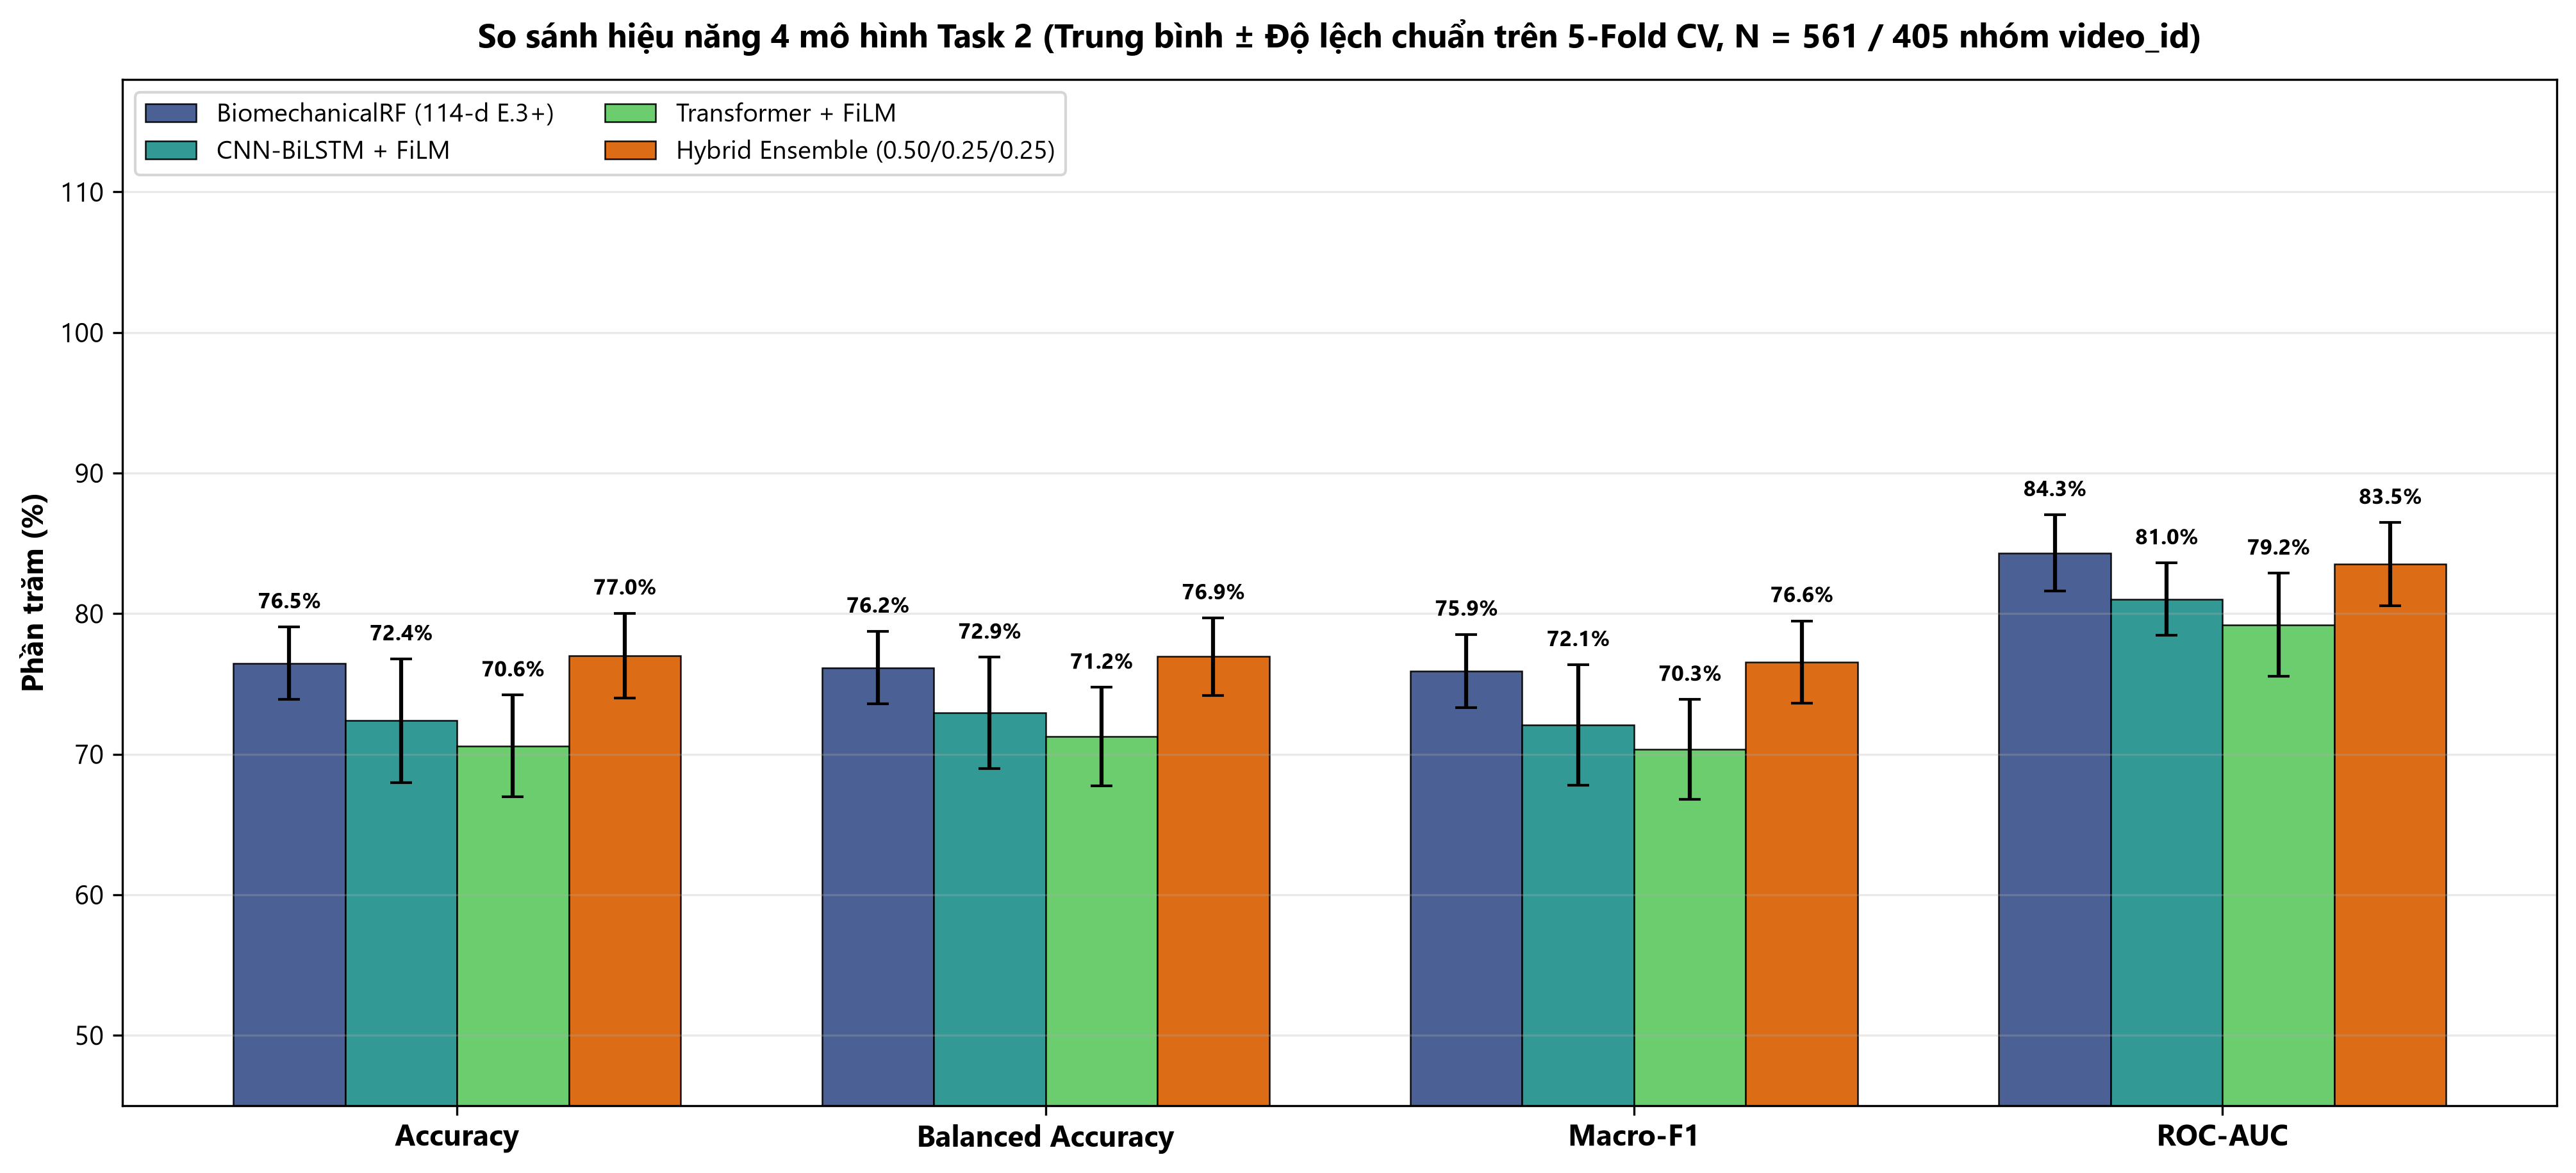 So sánh hiệu năng 4 mô hình Task 2 (Trung bình ± Độ lệch chuẩn trên 5-Fold CV, N = 561 / 405 nhóm video_id)
BiomechanicalRF (114-d E.3+)
CNN-BiLSTM + FiLM
Transformer + FiLM
Hybrid Ensemble (0.50/0.25/0.25)
Phần trăm (%)
110
100
90
80
70
60
50
76.5%
72.4%
70.6%
77.0%
76.2%
72.9%
71.2%
76.9%
75.9%
72.1%
70.3%
76.6%
84.3%
81.0%
79.2%
83.5%
Accuracy
Balanced Accuracy
Macro-F1
ROC-AUC